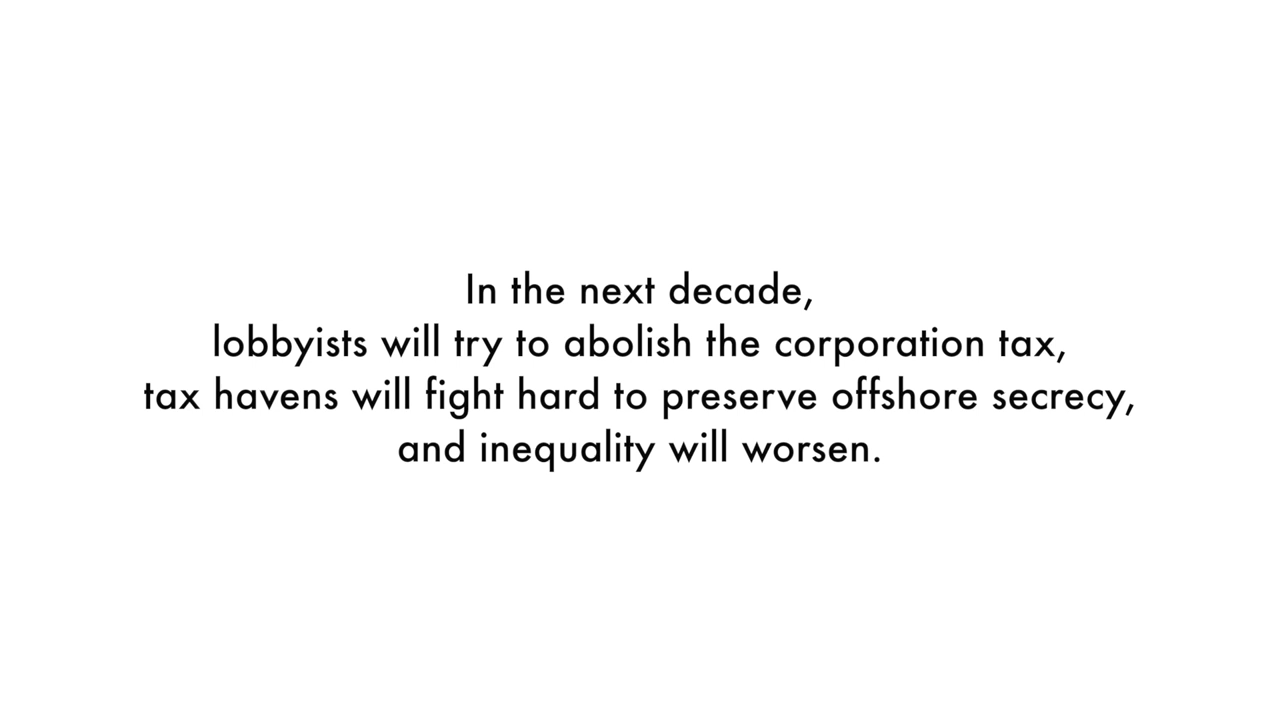 In the next decade,
lobbyists will try to abolish the corporation tax,
tax havens will fight hard to preserve offshore secrecy,
and inequality will worsen.